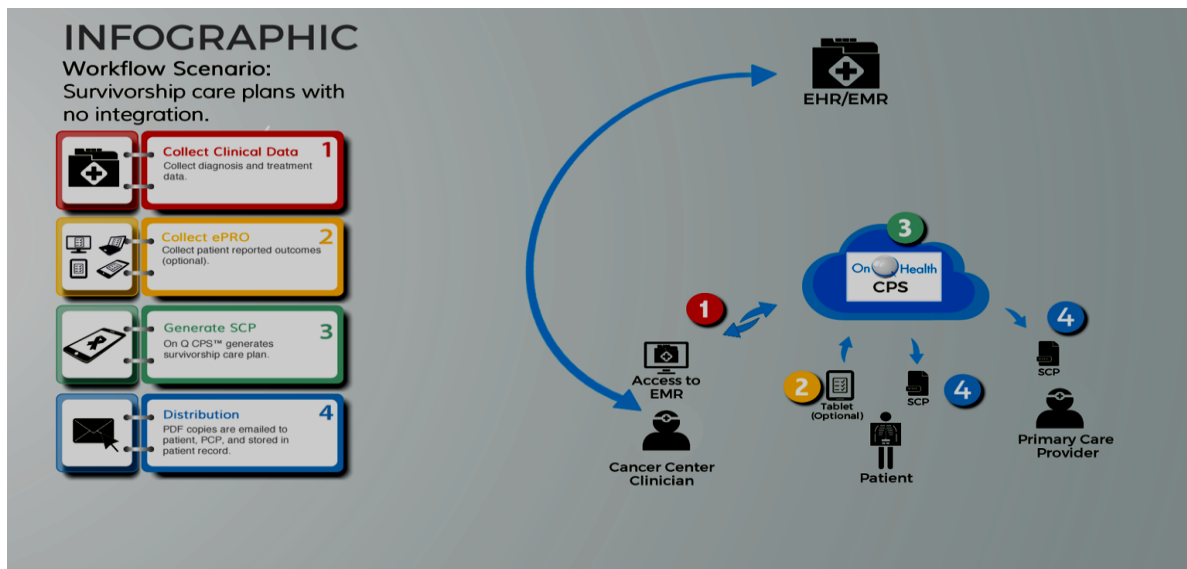 INFOGRAPHIC
Workflow Scenario:
Survivorship care plans with
no integration.
Collect Clinical Data 1
Collect diagnosis and treatment
data.
Collect ePRO 2
Collect patient reported outcomes
(optional).
Generate SCP 3
On Q CPS™ generates
survivorship care plan.
Distribution 4
PDF copies are emailed to
patient, PCP, and stored in
patient record.
EHR/EMR
3
On Q Health
CPS
1
Access to
EMR
Cancer Center
Clinician
2
Tablet
(Optional)
SCP
4
Patient
4
SCP
Primary Care
Provider